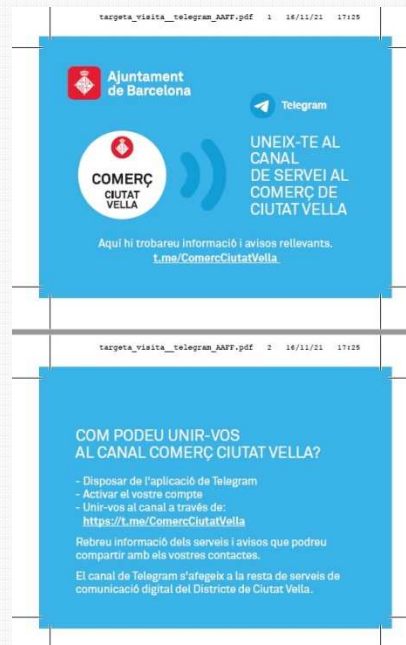 targeta_visita__telegram_AAFF.pdf 1 16/11/21 17:25
Ajuntament
de Barcelona
Telegram
COMERÇ
CIUTAT
VELLA
UNEIX-TE AL
CANAL
DE SERVEI AL
COMERÇ DE
CIUTAT VELLA
Aquí hi trobareu informació i avisos rellevants.
t.me/ComercCiutatVella
targeta_visita__telegram_AAFF.pdf 2 16/11/21 17:25
COM PODEU UNIR-VOS
AL CANAL COMERÇ CIUTAT VELLA?
- Disposar de l'aplicació de Telegram
- Activar el vostre compte
- Unir-vos al canal a través de:
https://t.me/ComercCiutatVella
Rebreu informació dels serveis i avisos que podreu
compartir amb els vostres contactes.
El canal de Telegram s'afegeix a la resta de serveis de
comunicació digital del Districte de Ciutat Vella.